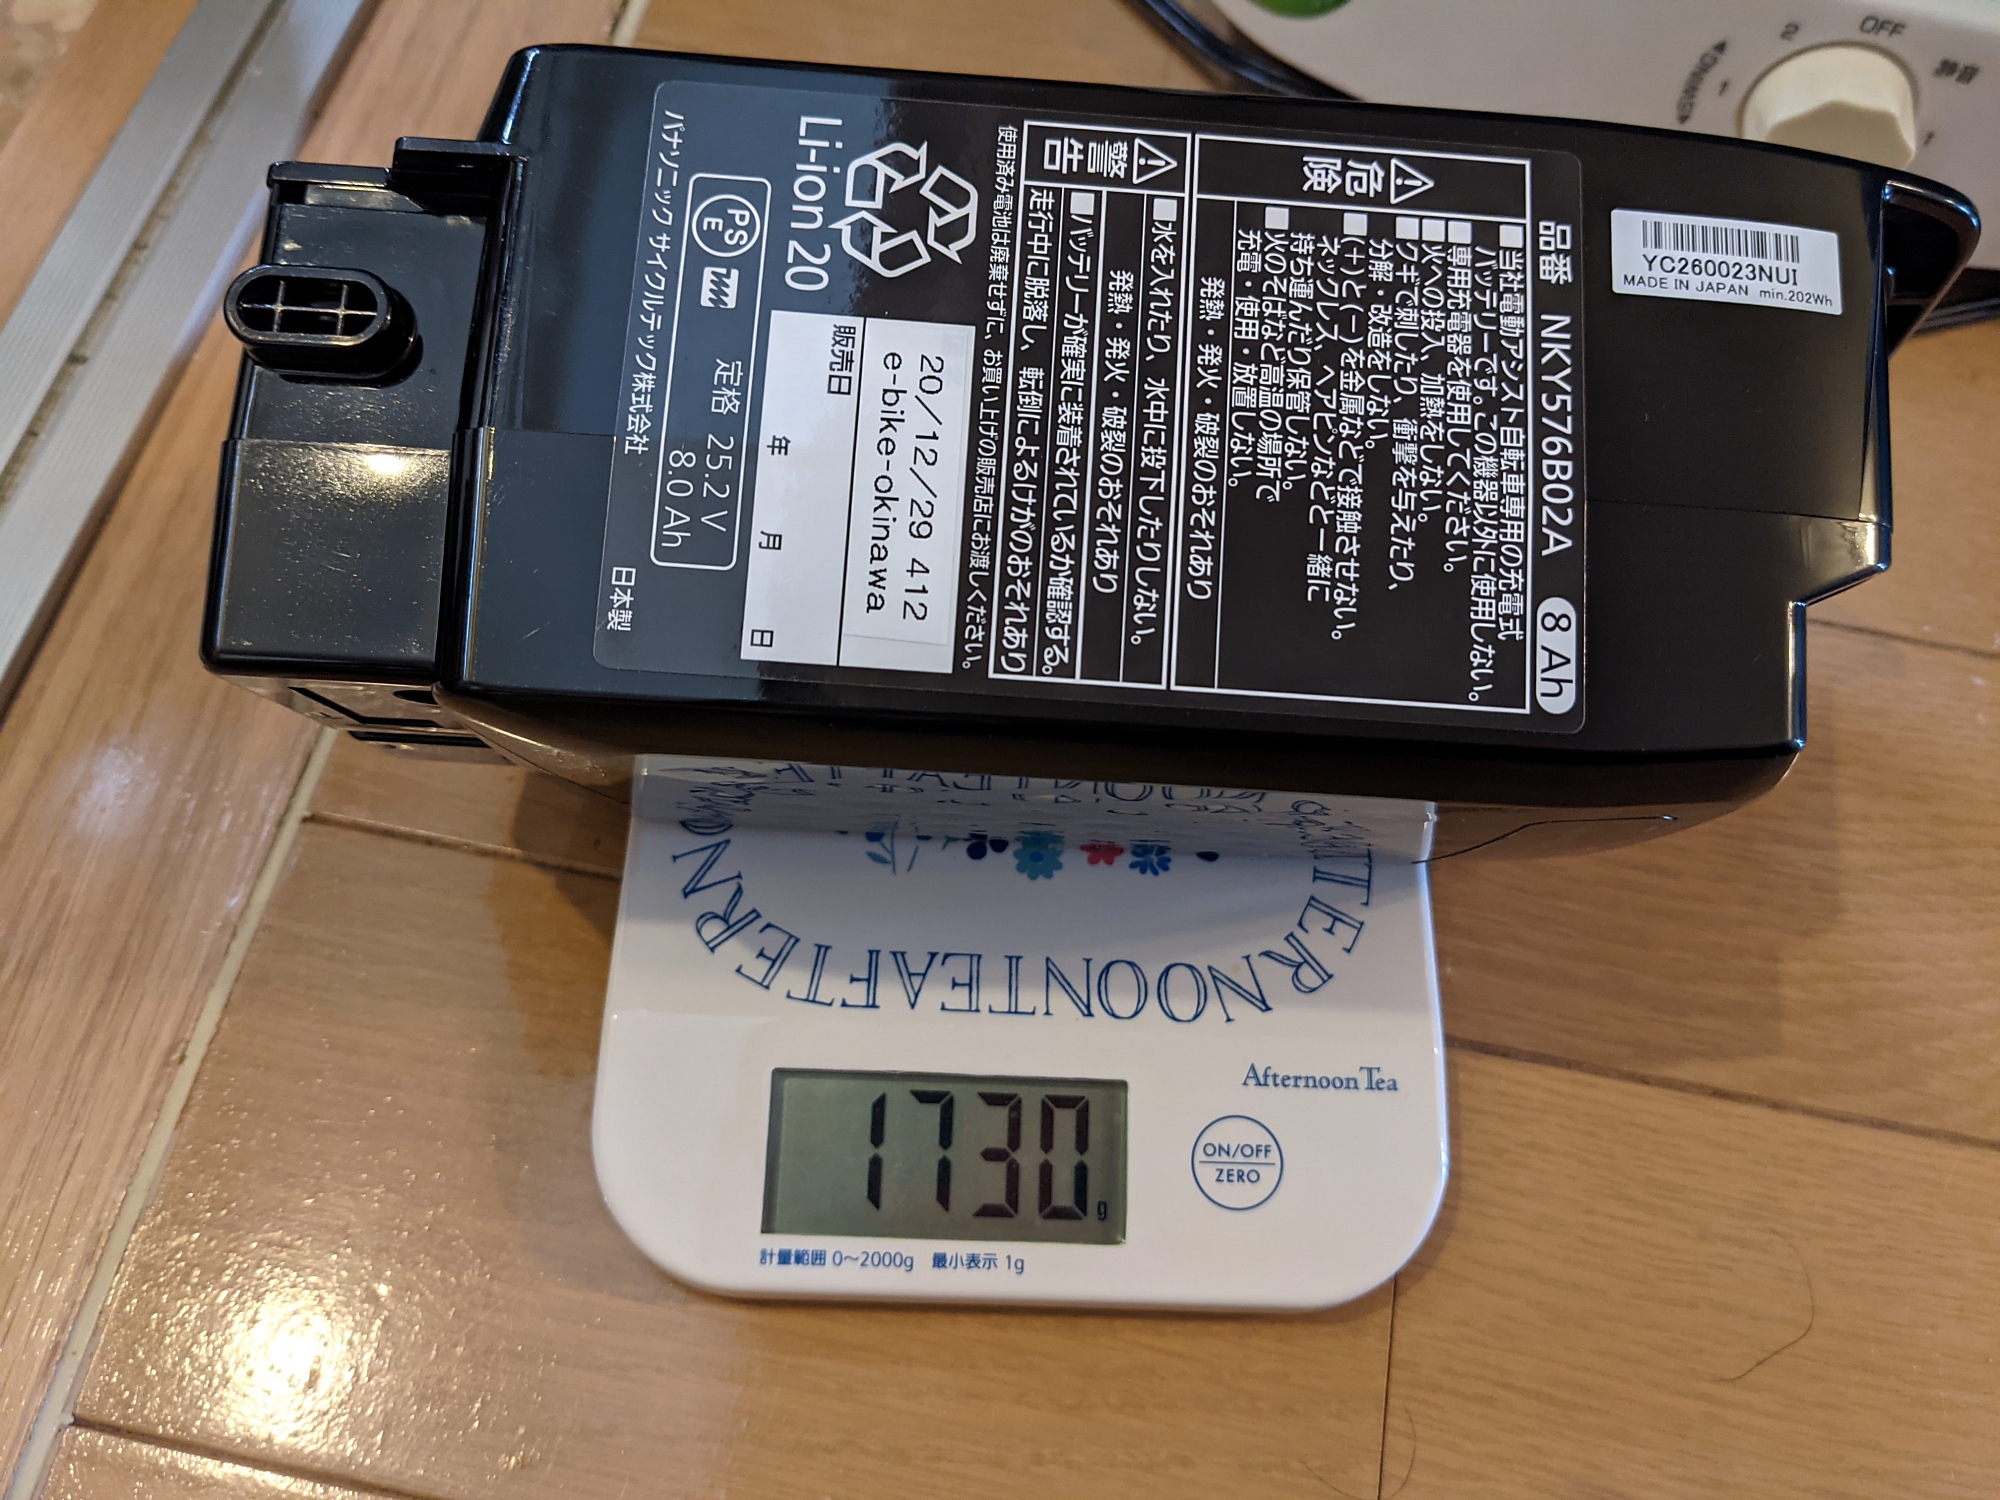 YC260023NUI
MADE IN JAPAN min.202Wh
品番 NKY576B02A 8 Ah
危険
■当社電動アシスト自転車専用の充電式
バッテリーです。この機器以外に使用しない。
■専用充電器を使用してください。
■火への投入、加熱をしない。
■クギで刺したり、衝撃を与えたり、
分解・改造をしない。
■(+)と(-)を金属などで接触させない。
ネックレス、ヘアピンなどと一緒に
持ち運んだり保管しない。
■火のそばなど高温の場所で
充電・使用・放置しない。
発熱・発火・破裂のおそれあり
警告
■水を入れたり、水中に投下したりしない。
発熱・発火・破裂のおそれあり
■バッテリーが確実に装着されているか確認する。
走行中に脱落し、転倒によるけがのおそれあり
使用済み電池は廃棄せずに、お買い上げの販売店にお渡しください。
Li-ion 20
20/12/29 412
e-bike-okinawa
販売日
年 月 日
PS
E
定格 25.2 V
8.0 Ah
パナソニック サイクルテック株式会社 日本製
OFF
静音
2
1
1
SWING
AFTERNOONTEAFTERNOON
AfternoonTea
1730 g
ON/OFF
ZERO
計量範囲 0～2000g 最小表示 1g